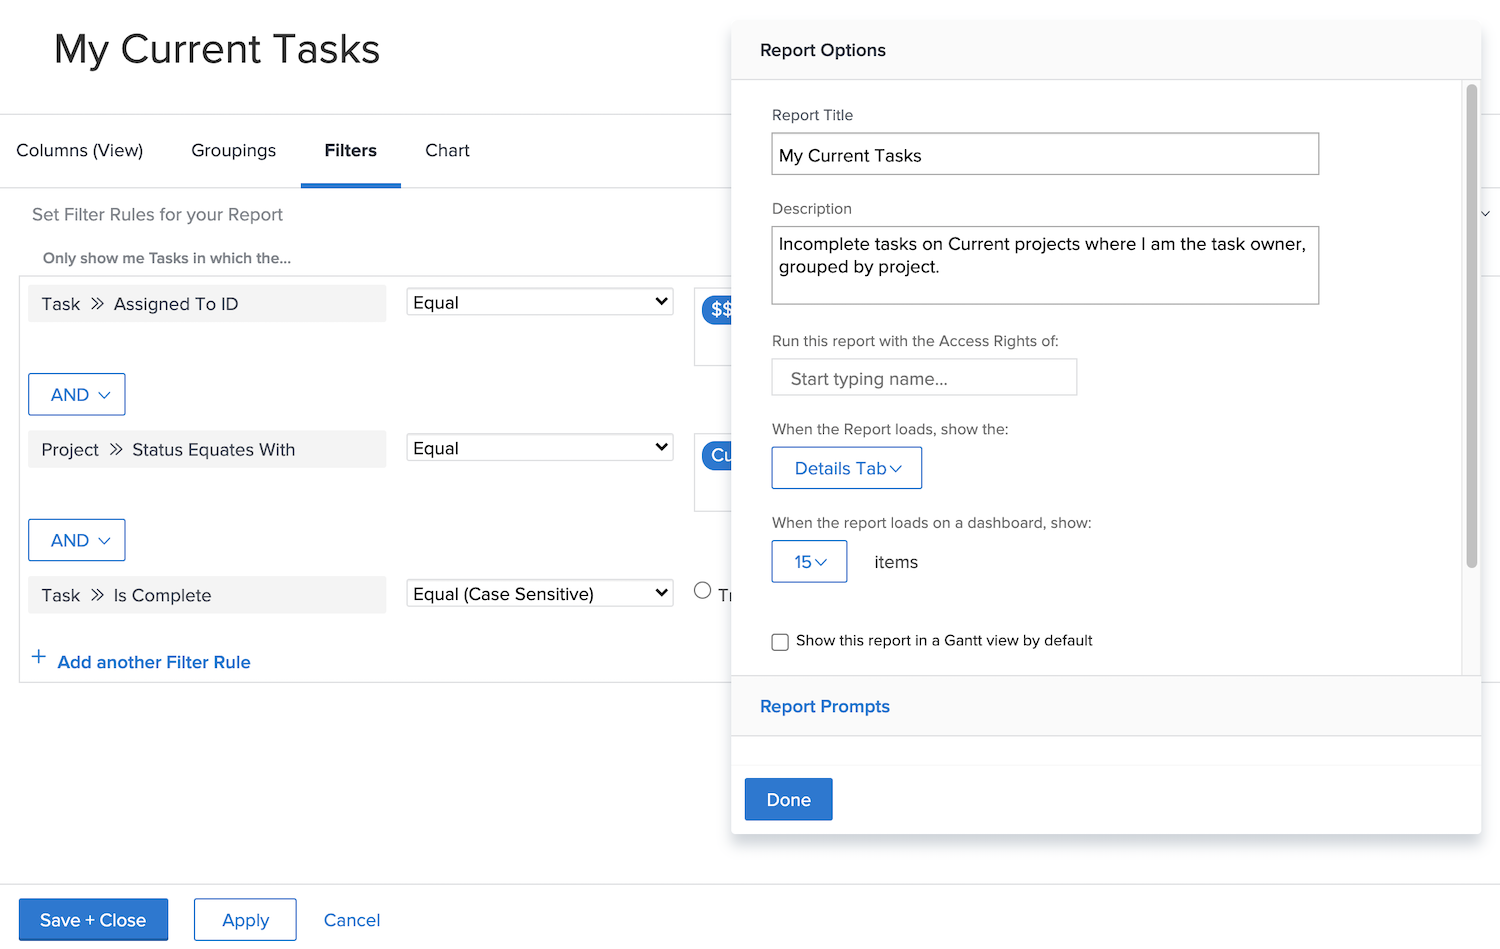 My Current Tasks
Columns (View)
Groupings
Filters
Chart
Set Filter Rules for your Report
Only show me Tasks in which the...
Task » Assigned To ID
Equal
$$
AND
Project » Status Equates With
Equal
AND
Task » Is Complete
Equal (Case Sensitive)
+ Add another Filter Rule
Report Options
Report Title
My Current Tasks
Description
Incomplete tasks on Current projects where I am the task owner,
grouped by project.
Run this report with the Access Rights of:
Start typing name...
When the Report loads, show the:
Details Tab
When the report loads on a dashboard, show:
15 items
Show this report in a Gantt view by default
Report Prompts
Done
Save + Close
Apply
Cancel